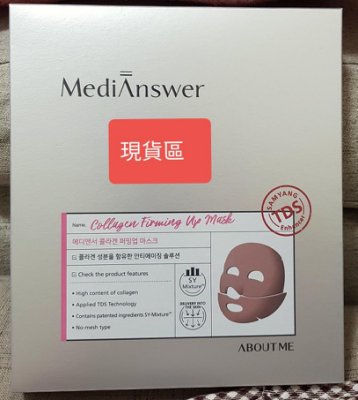 MediAnswer
現貨區
Name. Collagen Firming Up Mask
메디앤서 콜라겐 퍼밍업 마스크
☑ 콜라겐 성분을 함유한 안티에이징 솔루션
☑ Check the product features
• High content of collagen
• Applied TDS Technology
• Contains patented ingredients SY-Mixture™
• No mesh type
SY
Mixture™
DELIVERY INTO
THE SKIN
SAMYANG
TDS
Enhancer
ABOUT ME